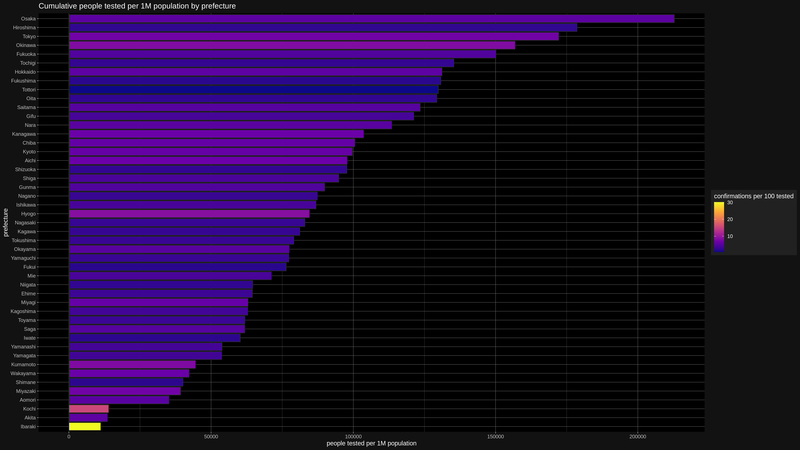 Cumulative people tested per 1M population by prefecture
Osaka
Hiroshima
Tokyo
Okinawa
Fukuoka
Tochigi
Hokkaido
Fukushima
Tottori
Oita
Saitama
Gifu
Nara
Kanagawa
Chiba
Kyoto
Aichi
Shizuoka
Shiga
Gunma
Nagano
Ishikawa
Hyogo
Nagasaki
Kagawa
Tokushima
Okayama
Yamaguchi
Fukui
Mie
Niigata
Ehime
Miyagi
Kagoshima
Toyama
Saga
Iwate
Yamanashi
Yamagata
Kumamoto
Wakayama
Shimane
Miyazaki
Aomori
Kochi
Akita
Ibaraki
prefecture
0
50000
100000
150000
200000
people tested per 1M population
confirmations per 100 tested
30
20
10